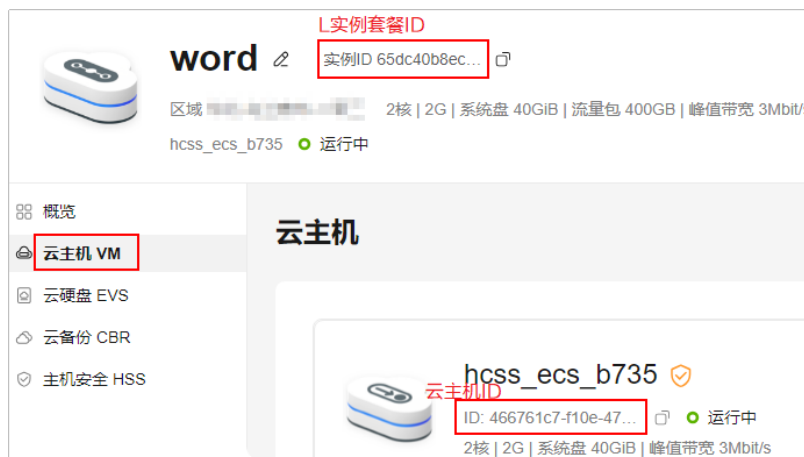 L实例套餐ID
word 实例ID 65dc40b8ec...
区域 2核 | 2G | 系统盘 40GiB | 流量包 400GB | 峰值带宽 3Mbit/s
hcss_ecs_b735 运行中
概览
云主机 VM
云硬盘 EVS
云备份 CBR
主机安全 HSS
云主机
hcss_ecs_b735
云主机ID
ID: 466761c7-f10e-47... 运行中
2核 | 2G | 系统盘 40GiB | 峰值带宽 3Mbit/s